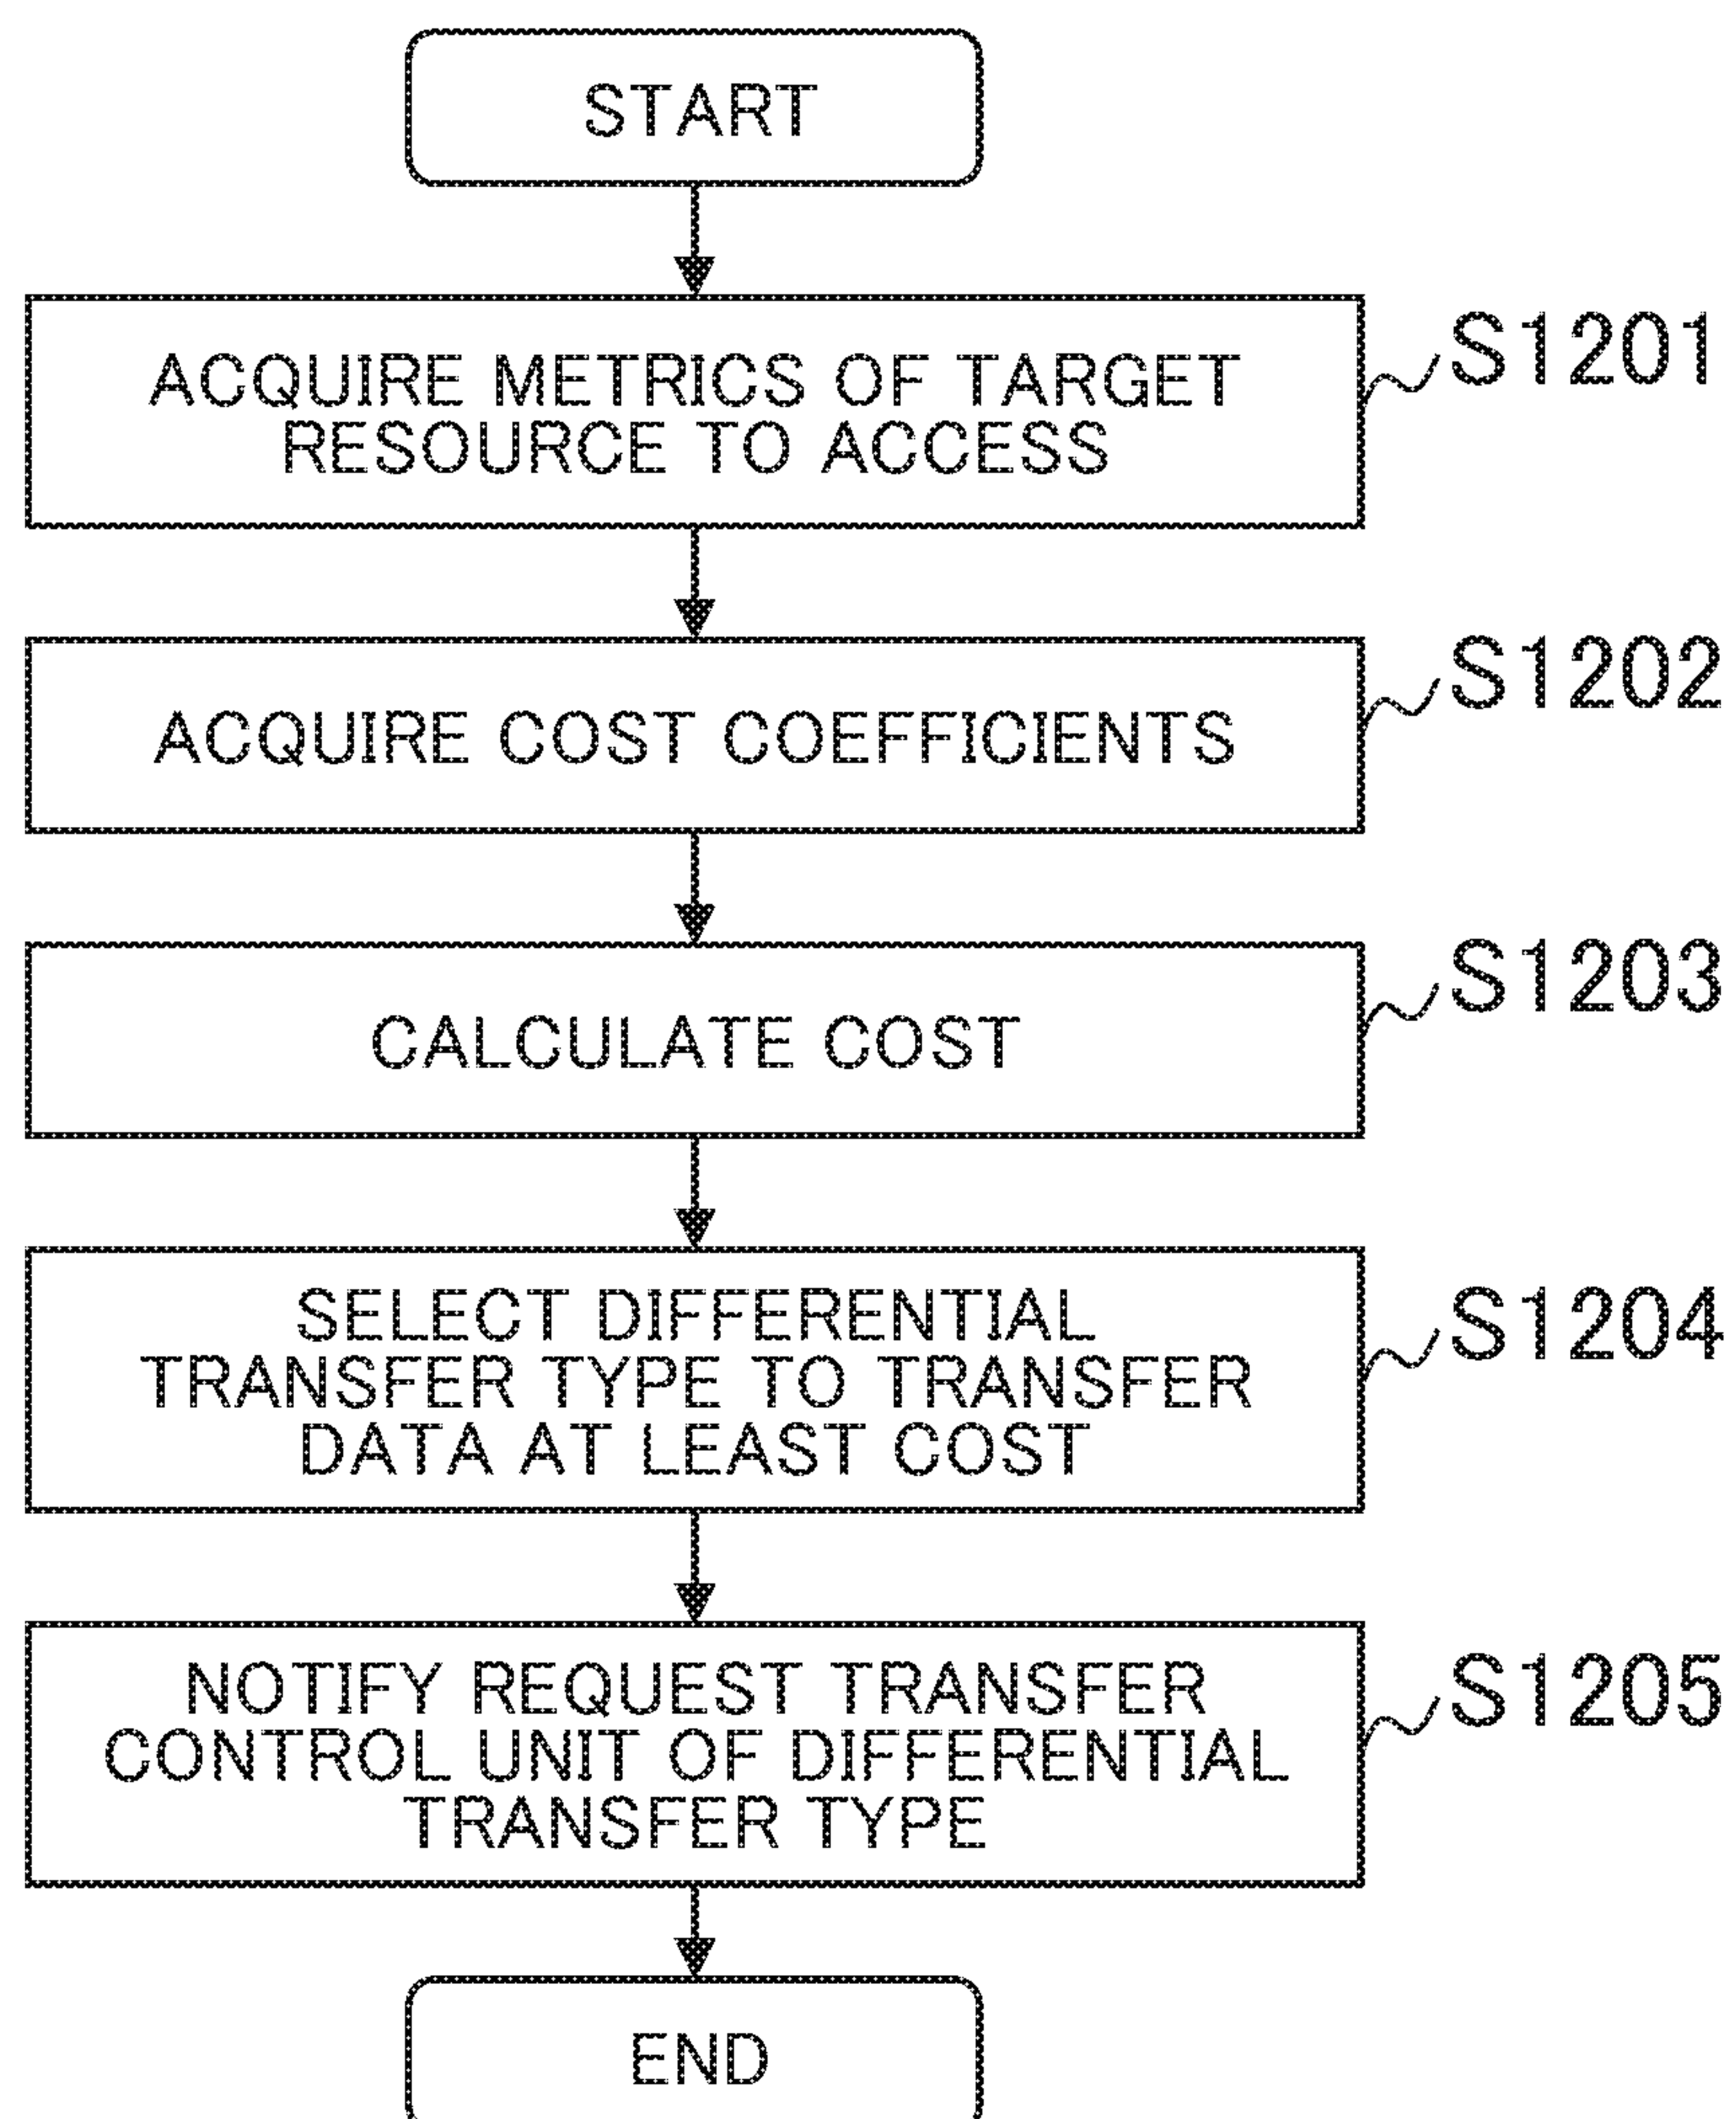 START
ACQUIRE METRICS OF TARGET
RESOURCE TO ACCESS
S1201
ACQUIRE COST COEFFICIENTS
S1202
CALCULATE COST
S1203
SELECT DIFFERENTIAL
TRANSFER TYPE TO TRANSFER
DATA AT LEAST COST
S1204
NOTIFY REQUEST TRANSFER
CONTROL UNIT OF DIFFERENTIAL
TRANSFER TYPE
S1205
END